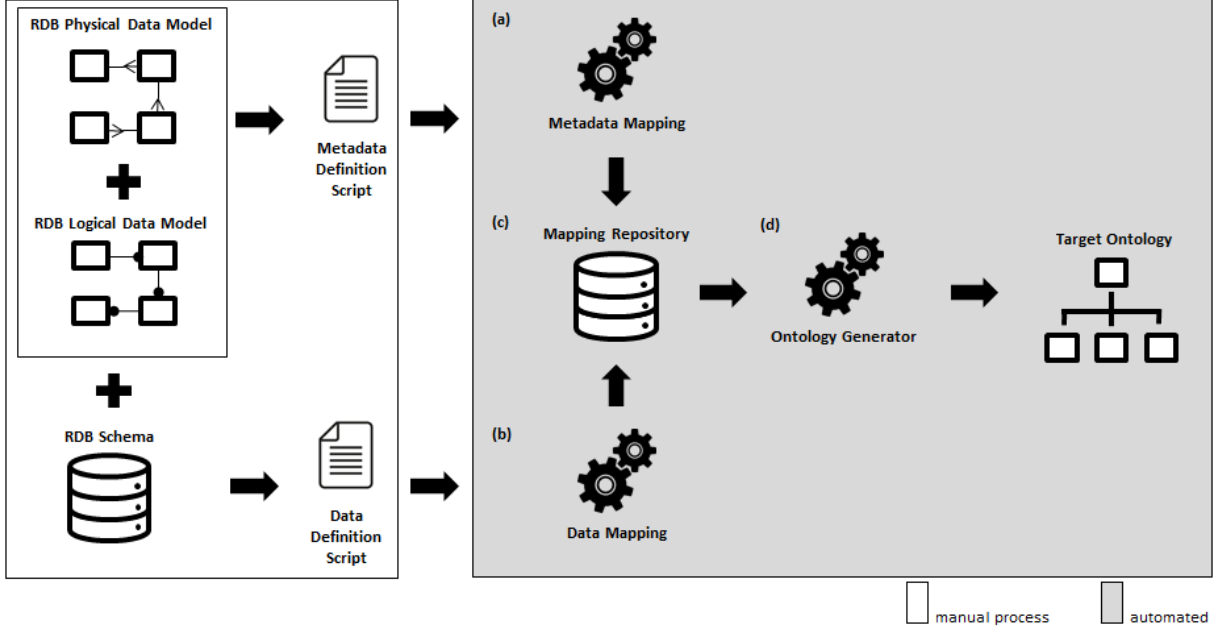 RDB Physical Data Model
Metadata
Definition
Script
RDB Logical Data Model
RDB Schema
Data
Definition
Script
(a)
Metadata Mapping
(c)
Mapping Repository
(d)
Ontology Generator
Target Ontology
(b)
Data Mapping
manual process
automated